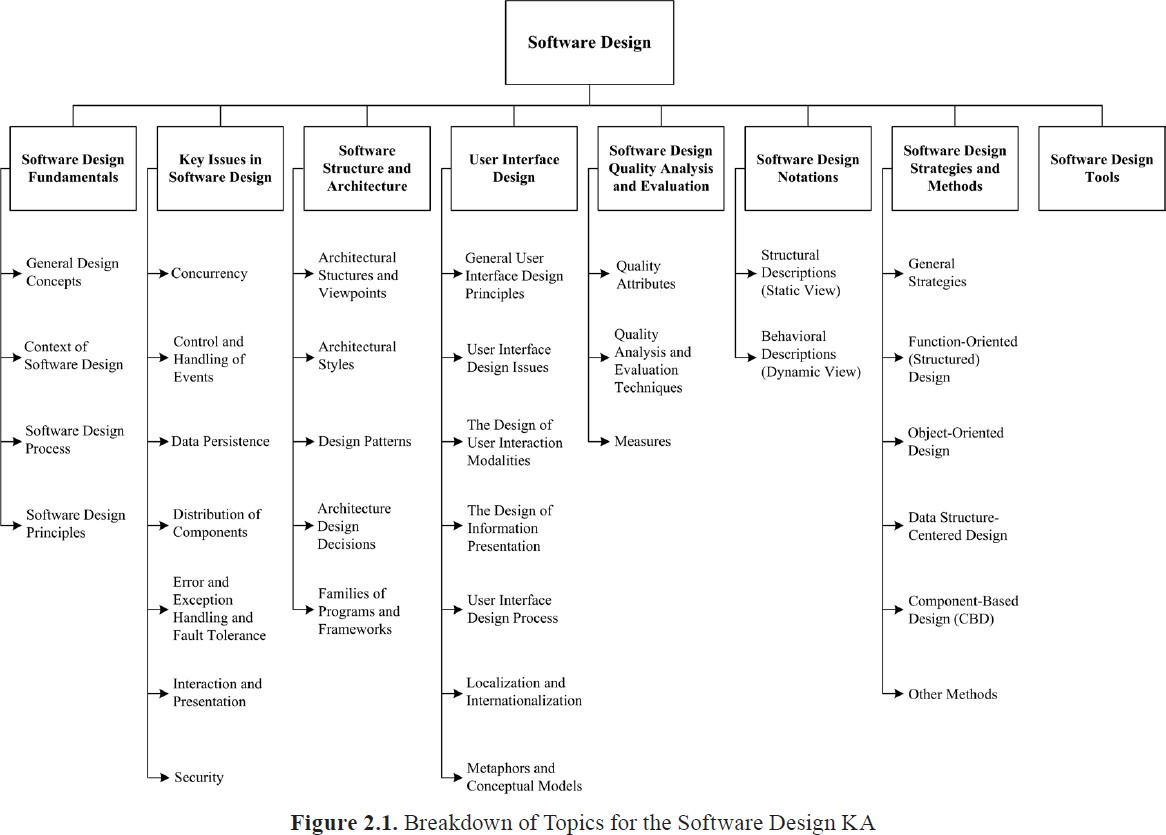 Software Design
Software Design
Fundamentals
General Design
Concepts
Context of
Software Design
Software Design
Process
Software Design
Principles
Key Issues in
Software Design
Concurrency
Control and
Handling of
Events
Data Persistence
Distribution of
Components
Error and
Exception
Handling and
Fault Tolerance
Interaction and
Presentation
Security
Software
Structure and
Architecture
Architectural
Stuctures and
Viewpoints
Architectural
Styles
Design Patterns
Architecture
Design
Decisions
Families of
Programs and
Frameworks
User Interface
Design
General User
Interface Design
Principles
User Interface
Design Issues
The Design of
User Interaction
Modalities
The Design of
Information
Presentation
User Interface
Design Process
Localization and
Internationalization
Metaphors and
Conceptual Models
Software Design
Quality Analysis
and Evaluation
Quality
Attributes
Quality
Analysis and
Evaluation
Techniques
Measures
Software Design
Notations
Structural
Descriptions
(Static View)
Behavioral
Descriptions
(Dynamic View)
Software Design
Strategies and
Methods
General
Strategies
Function-Oriented
(Structured)
Design
Object-Oriented
Design
Data Structure-
Centered Design
Component-Based
Design (CBD)
Other Methods
Software Design
Tools
Figure 2.1. Breakdown of Topics for the Software Design KA